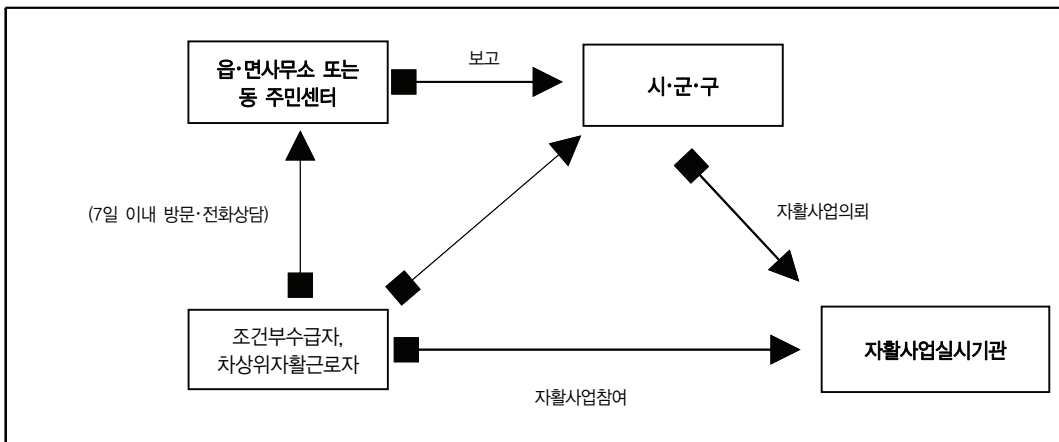 보고
읍·면사무소 또는
동 주민센터
시·군·구
(7일 이내 방문·전화상담)
자활사업의뢰
조건부수급자,
차상위자활근로자
자활사업실시기관
자활사업참여